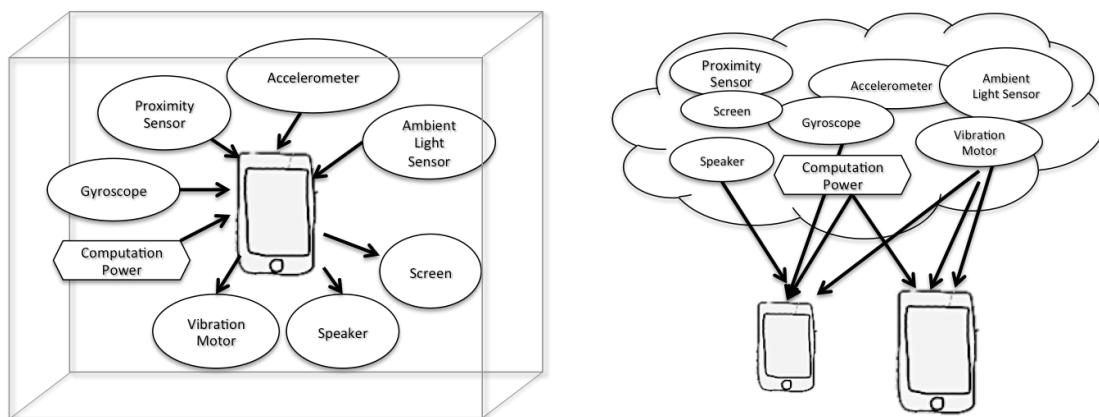 Accelerometer
Proximity
Sensor
Ambient
Light
Sensor
Gyroscope
Computation
Power
Screen
Vibration
Motor
Speaker
Proximity
Sensor
Accelerometer
Ambient
Light Sensor
Screen
Gyroscope
Vibration
Motor
Speaker
Computation
Power